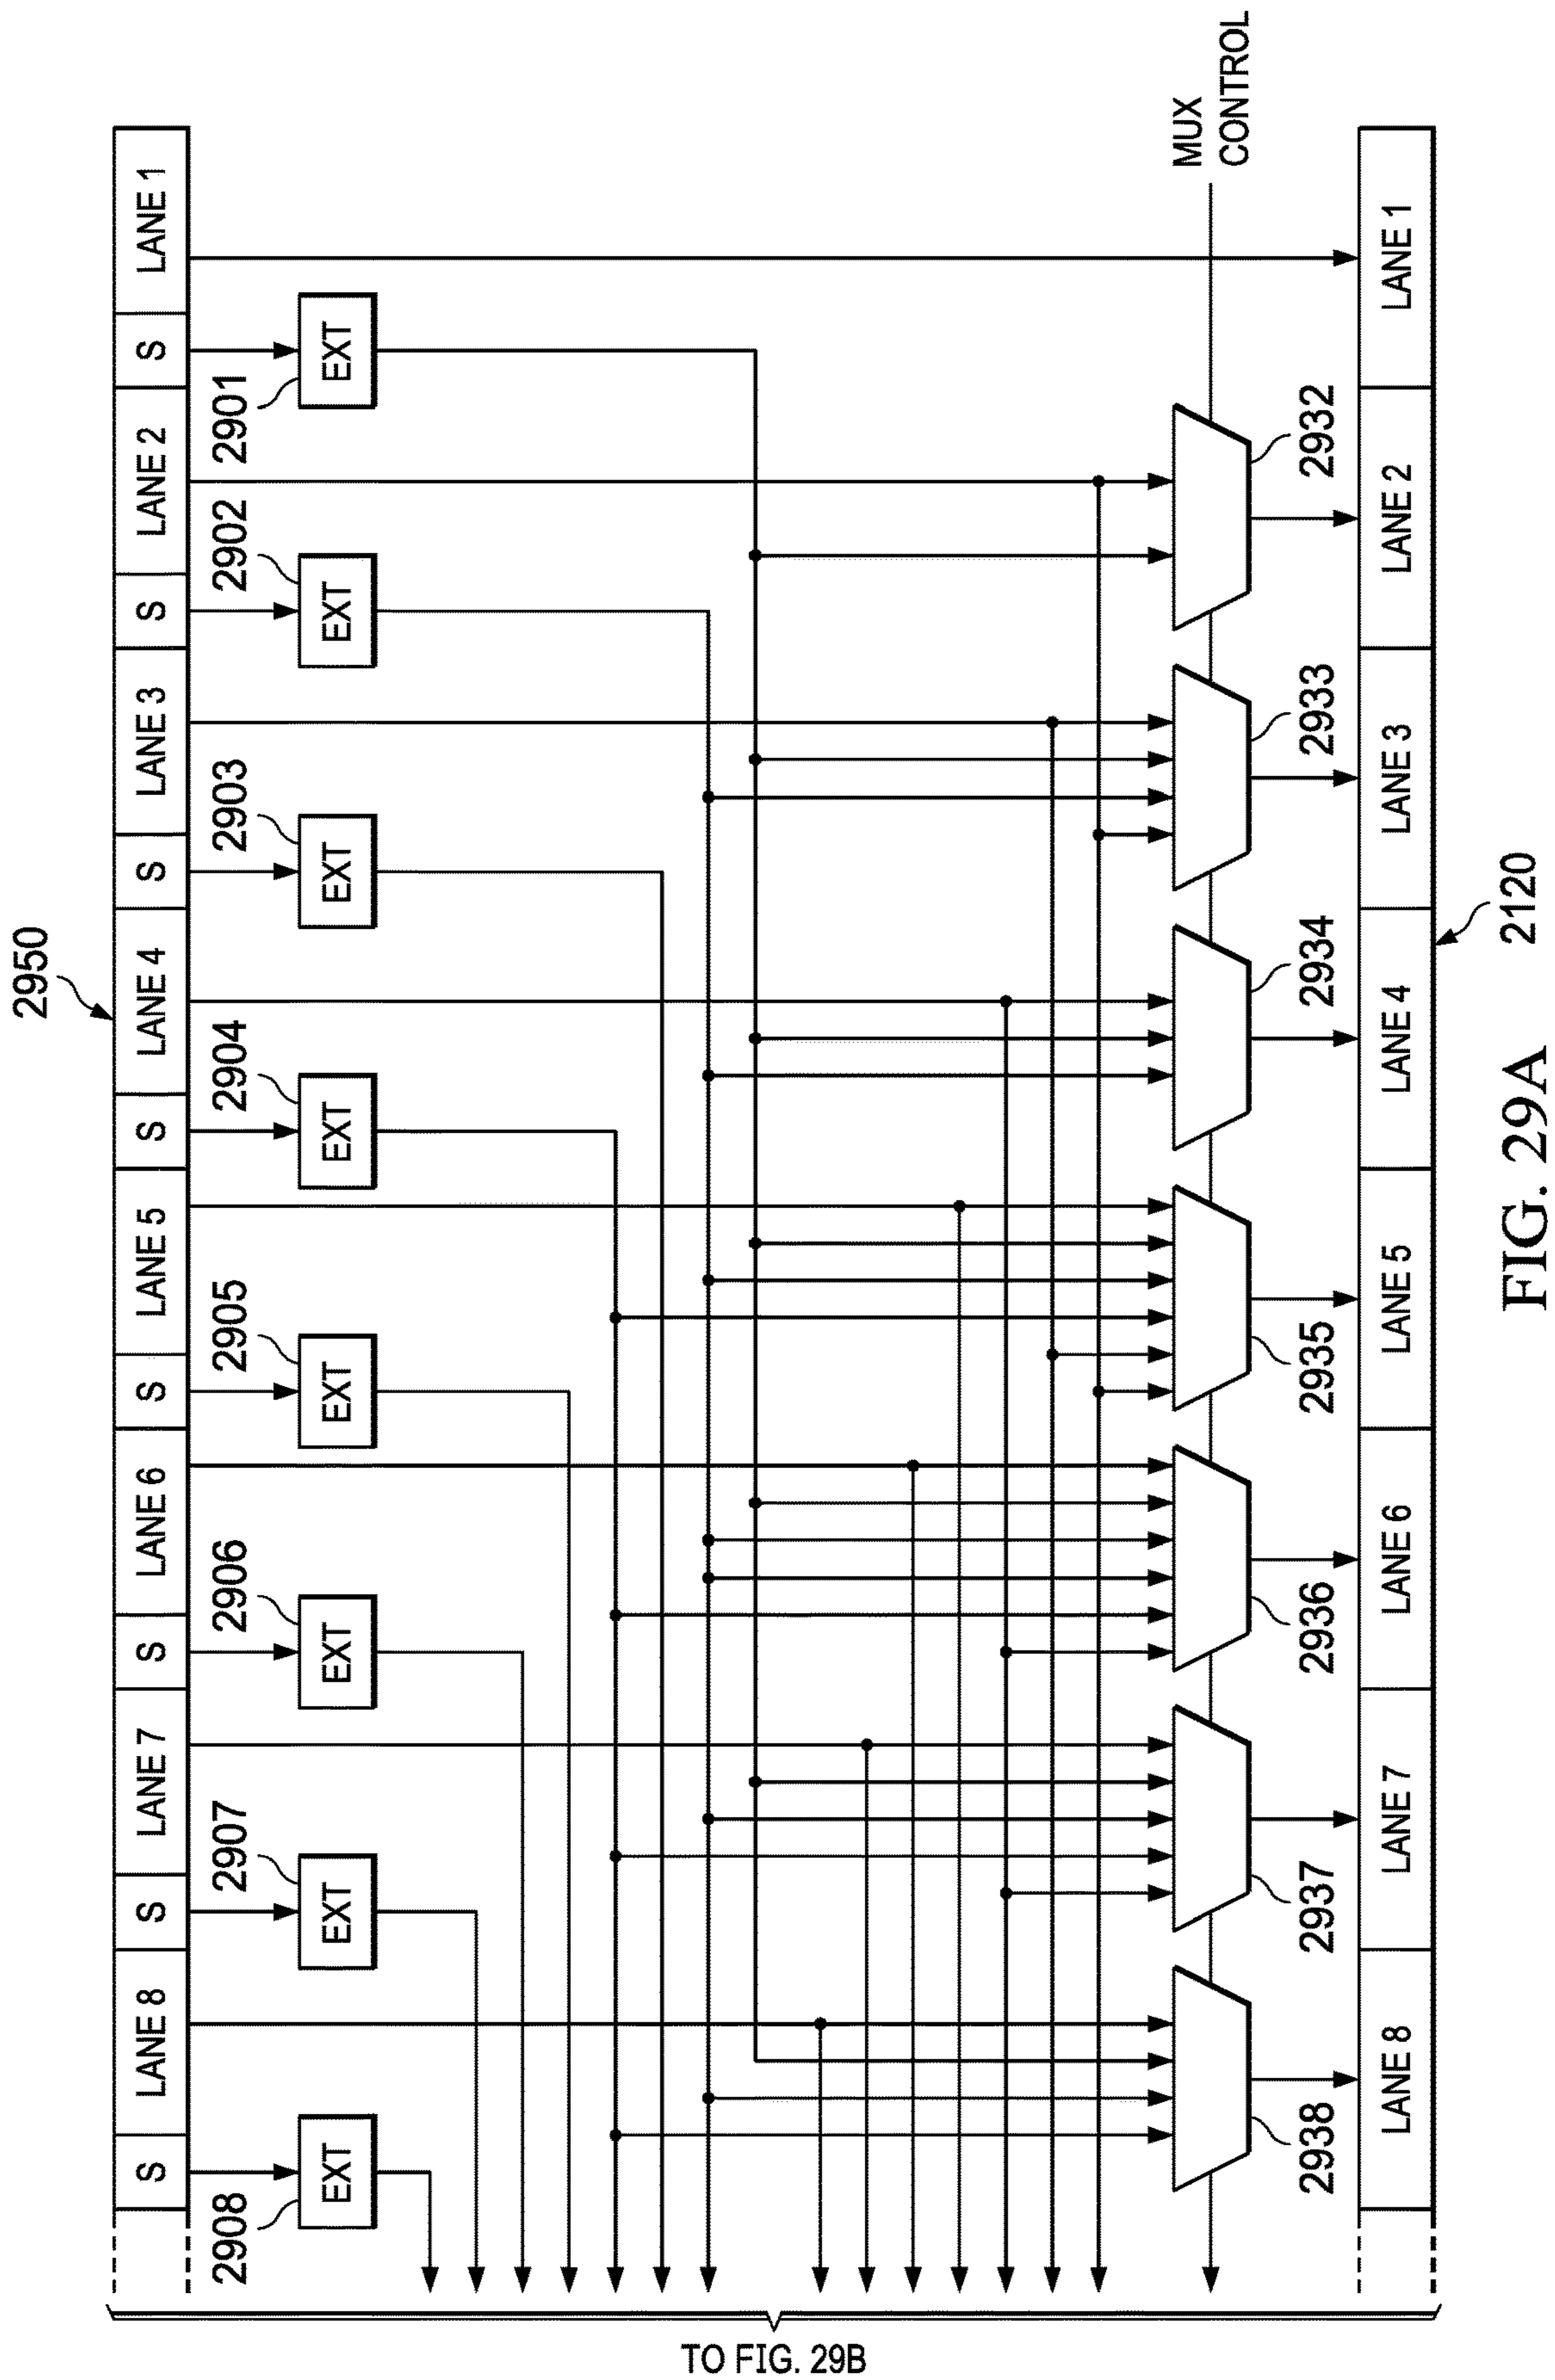 2950
LANE 8
S
LANE 7
S
LANE 6
S
LANE 5
S
LANE 4
S
LANE 3
S
LANE 2
S
LANE 1
S
2908
EXT
2907
EXT
2906
EXT
2905
EXT
2904
EXT
2903
EXT
2902
EXT
2901
EXT
MUX
CONTROL
2938
2937
2936
2935
2934
2933
2932
LANE 8
LANE 7
LANE 6
LANE 5
LANE 4
LANE 3
LANE 2
LANE 1
2120
TO FIG. 29B
FIG. 29A